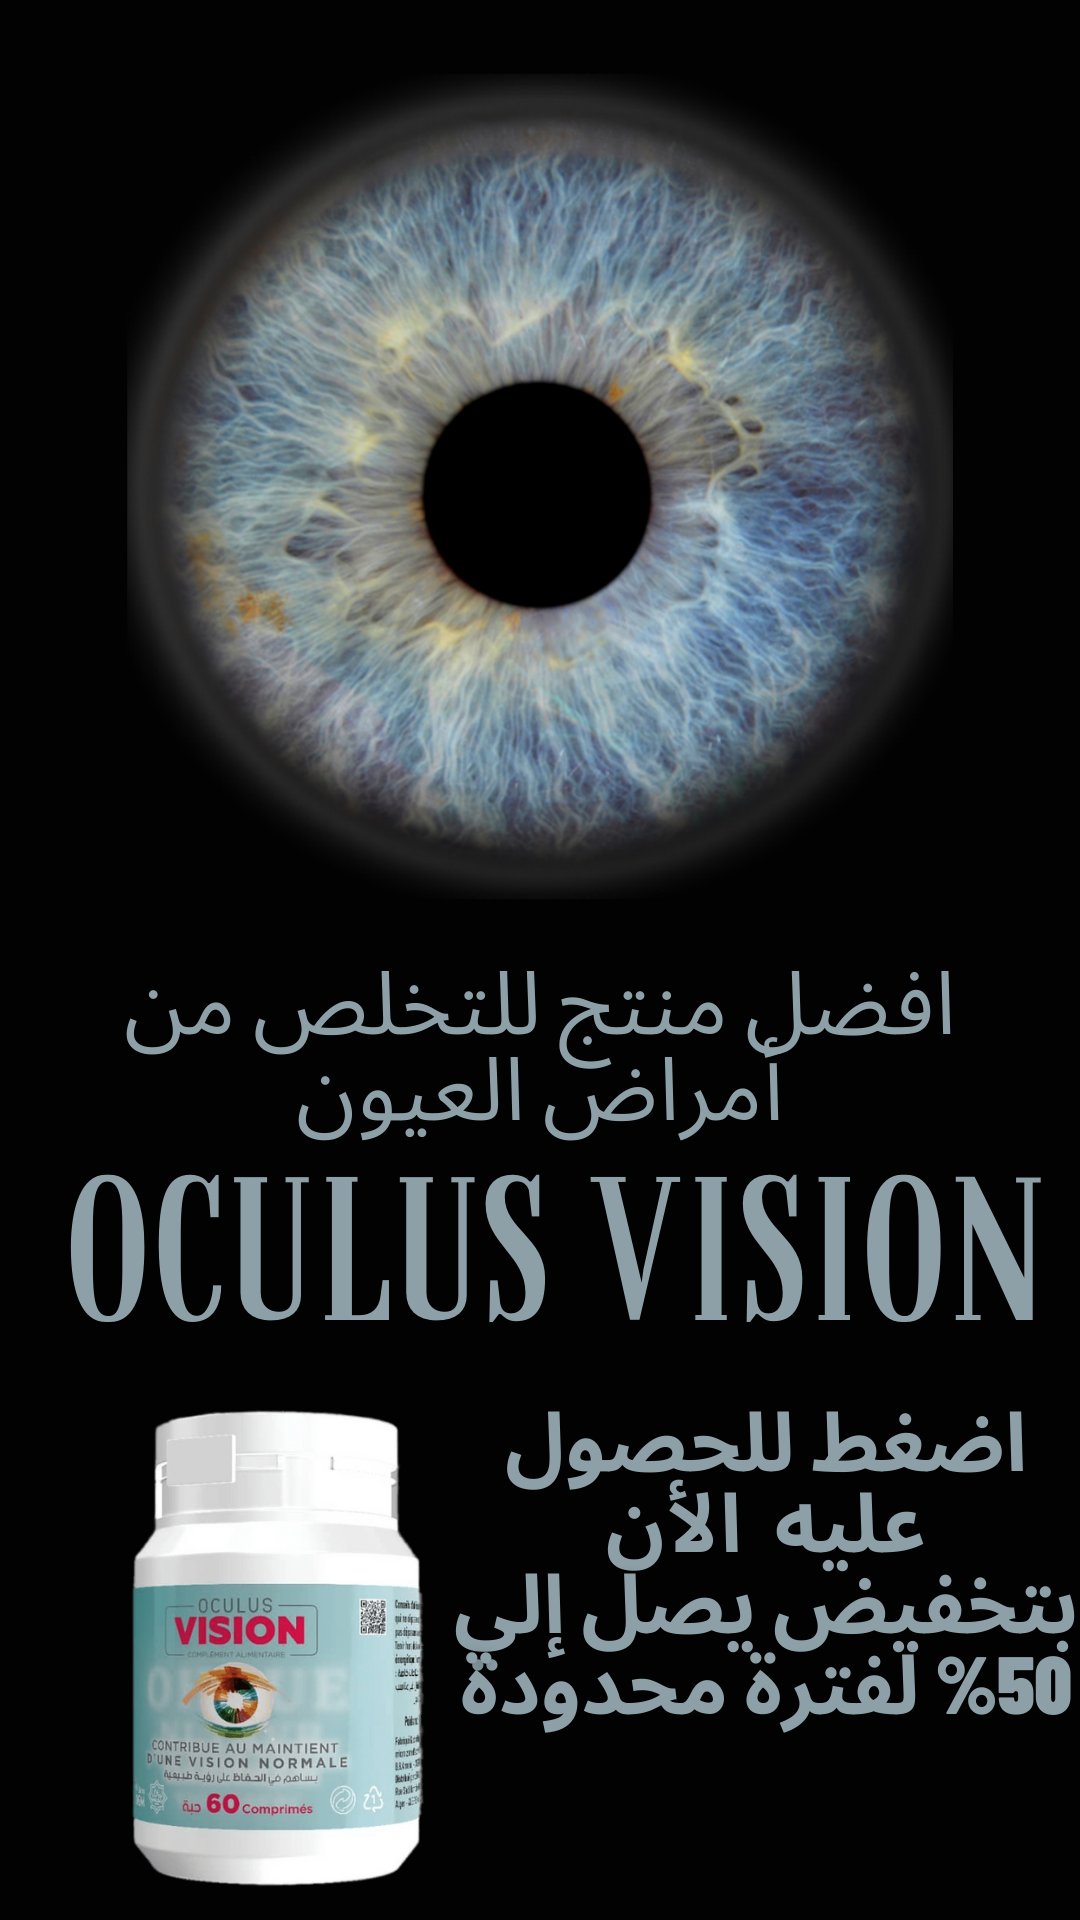 افضل منتج للتخلص من
أمراض العيون
OCULUS VISION
اضغط للحصول
عليه الأن
بتخفيض يصل إلي
50% لفترة محدودة
OCULUS
VISION
COMPLÉMENT ALIMENTAIRE
CONTRIBUE AU MAINTIENT
D'UNE VISION NORMALE
يساهم في الحفاظ على رؤية طبيعية
60 Comprimés حبة